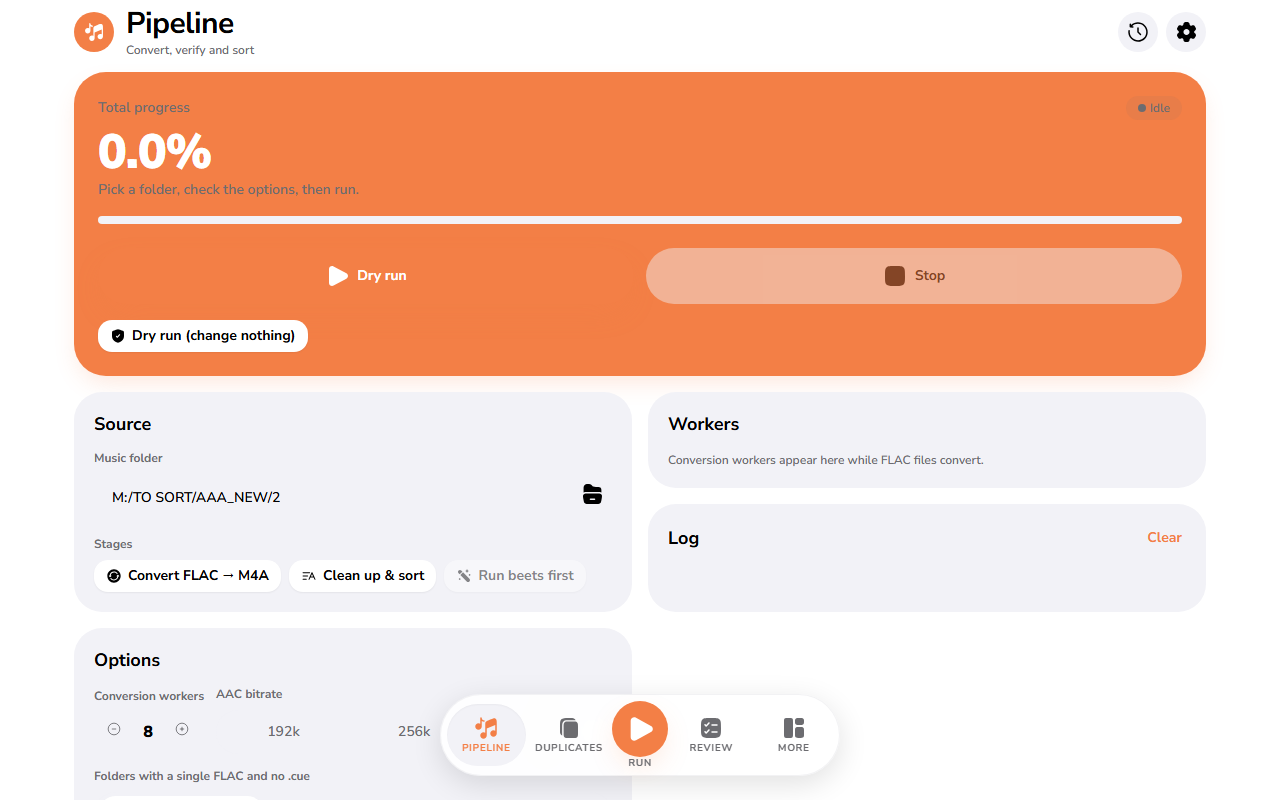 Pipeline
Convert, verify and sort
Total progress
Idle
0.0%
Pick a folder, check the options, then run.
Dry run
Stop
Dry run (change nothing)
Source
Music folder
M:/TO SORT/AAA_NEW/2
Stages
Convert FLAC → M4A
Clean up & sort
Run beets first
Workers
Conversion workers appear here while FLAC files convert.
Log
Clear
Options
Conversion workers
AAC bitrate
8
192k
256k
Folders with a single FLAC and no .cue
PIPELINE
DUPLICATES
RUN
REVIEW
MORE